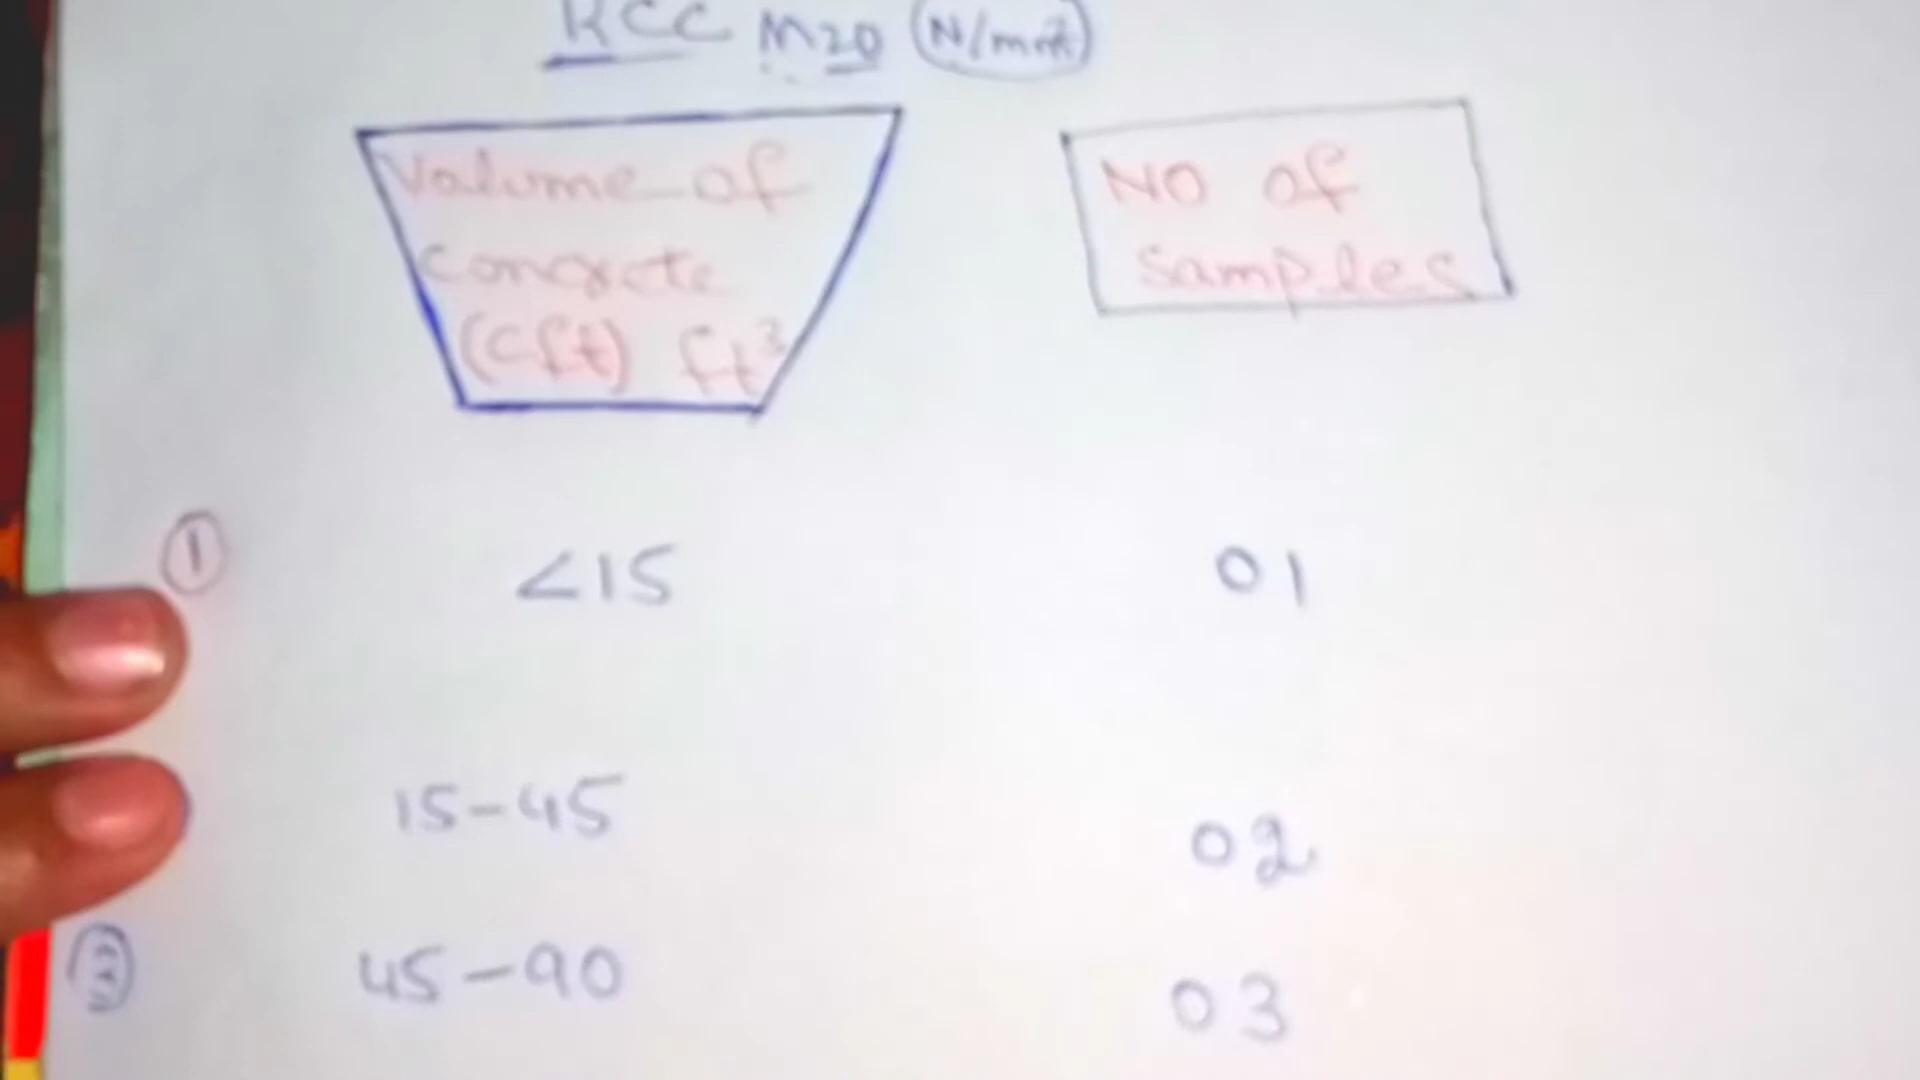 RCC M20 (N/mm²)
Volume of
concrete
(cft) ft³
NO of
samples
1 <15 01
15-45 02
45-90 03